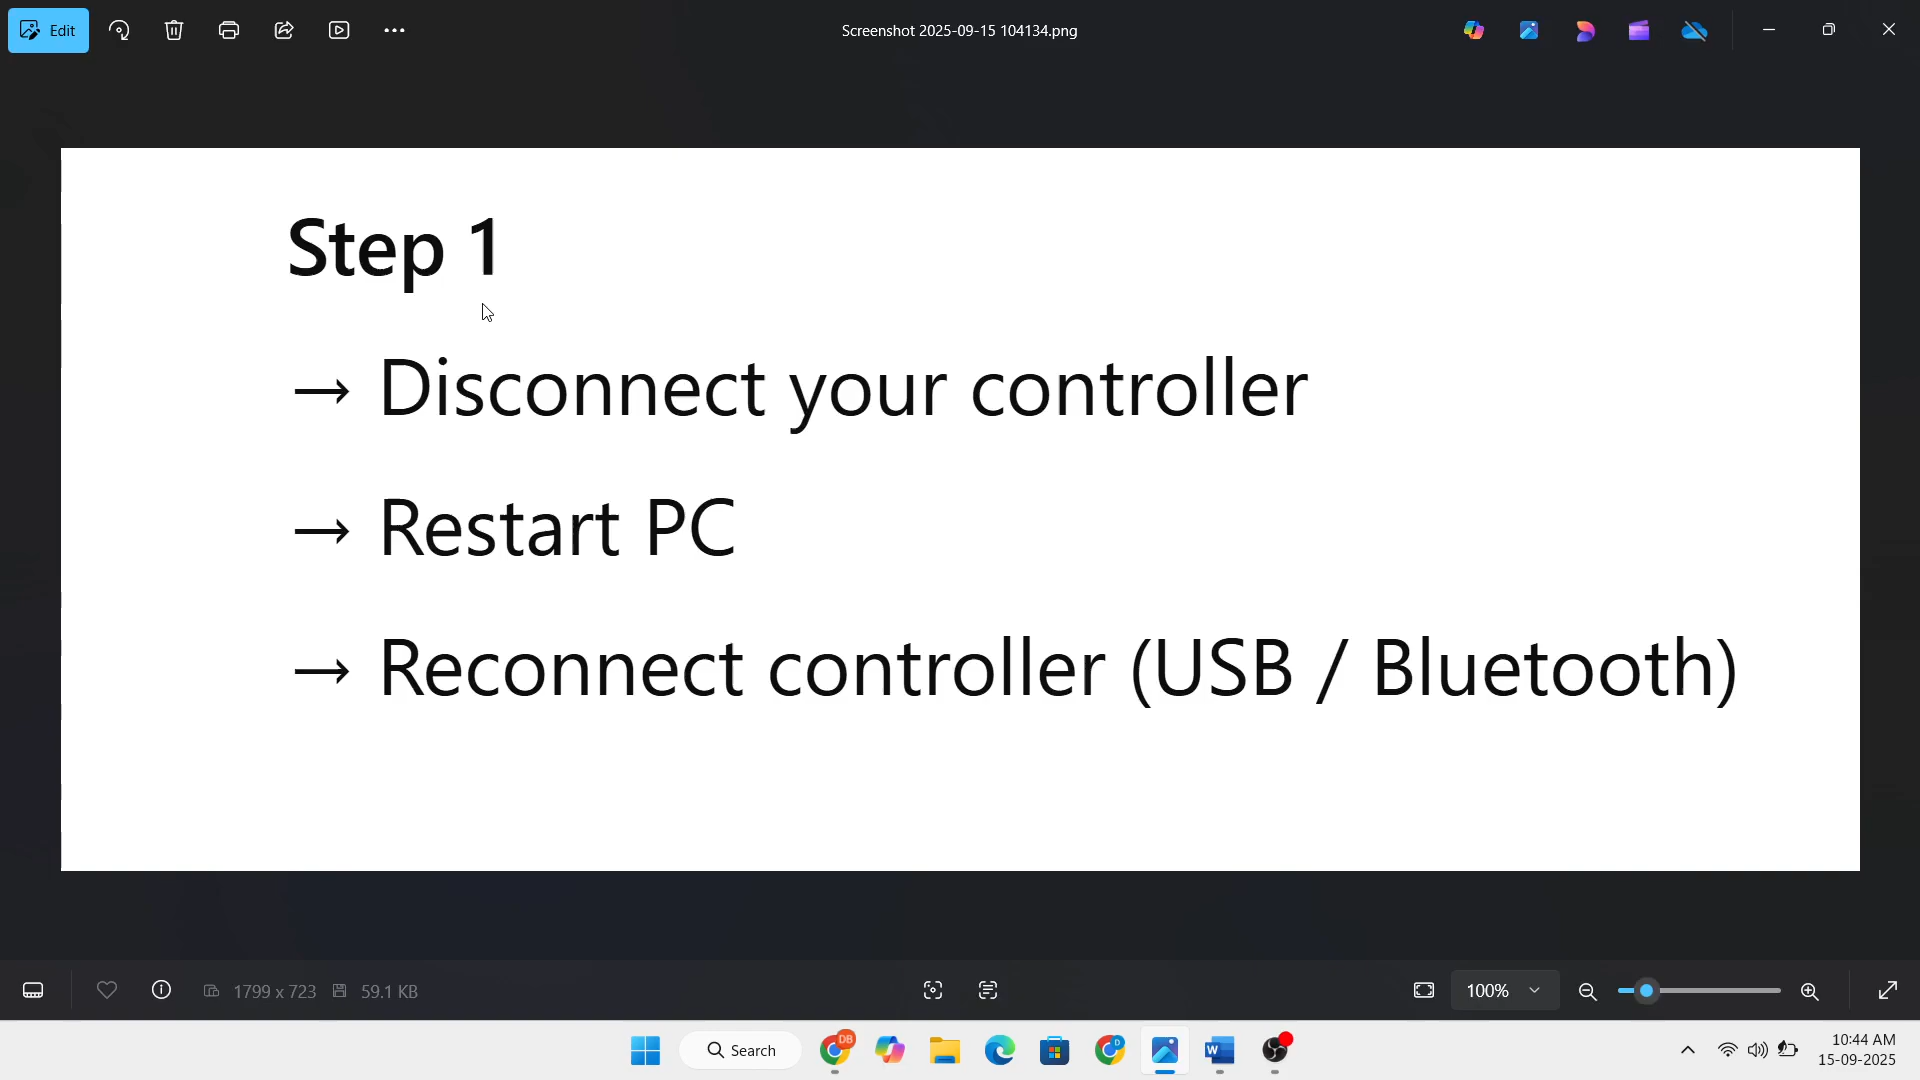 Edit
Screenshot 2025-09-15 104134.png
Step 1
→ Disconnect your controller
→ Restart PC
→ Reconnect controller (USB / Bluetooth)
1799 x 723
59.1 KB
100%
Search
DB
D
W
10:44 AM
15-09-2025